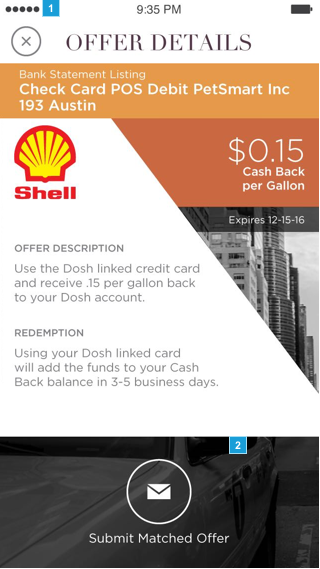 1
9:35 PM
OFFER DETAILS
Bank Statement Listing
Check Card POS Debit PetSmart Inc
193 Austin
Shell
$0.15
Cash Back
per Gallon
Expires 12-15-16
OFFER DESCRIPTION
Use the Dosh linked credit card
and receive .15 per gallon back
to your Dosh account.
REDEMPTION
Using your Dosh linked card
will add the funds to your Cash
Back balance in 3-5 business days.
2
Submit Matched Offer